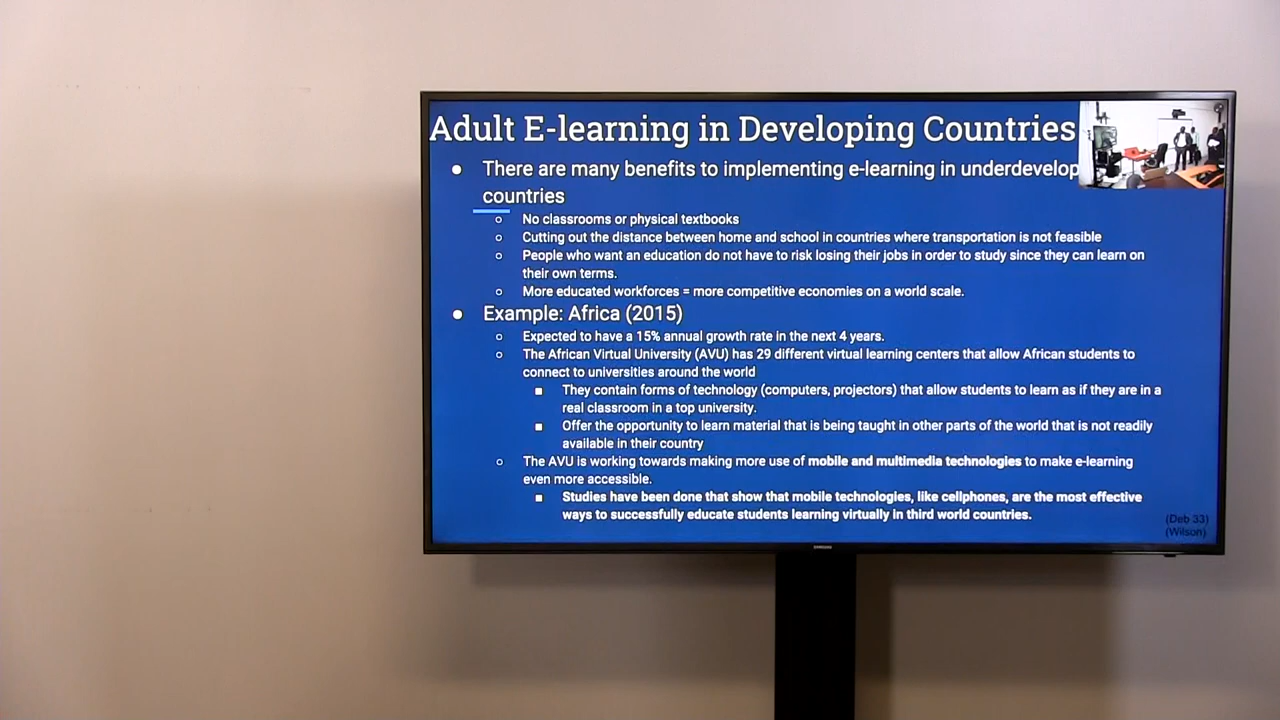 Adult E-learning in Developing Countries
There are many benefits to implementing e-learning in underdevelop
countries
No classrooms or physical textbooks
Cutting out the distance between home and school in countries where transportation is not feasible
People who want an education do not have to risk losing their jobs in order to study since they can learn on
their own terms.
More educated workforces = more competitive economies on a world scale.
Example: Africa (2015)
Expected to have a 15% annual growth rate in the next 4 years.
The African Virtual University (AVU) has 29 different virtual learning centers that allow African students to
connect to universities around the world
They contain forms of technology (computers, projectors) that allow students to learn as if they are in a
real classroom in a top university.
Offer the opportunity to learn material that is being taught in other parts of the world that is not readily
available in their country
The AVU is working towards making more use of mobile and multimedia technologies to make e-learning
even more accessible.
Studies have been done that show that mobile technologies, like cellphones, are the most effective
ways to successfully educate students learning virtually in third world countries.
(Deb 33)
(Wilson)
SAMSUNG